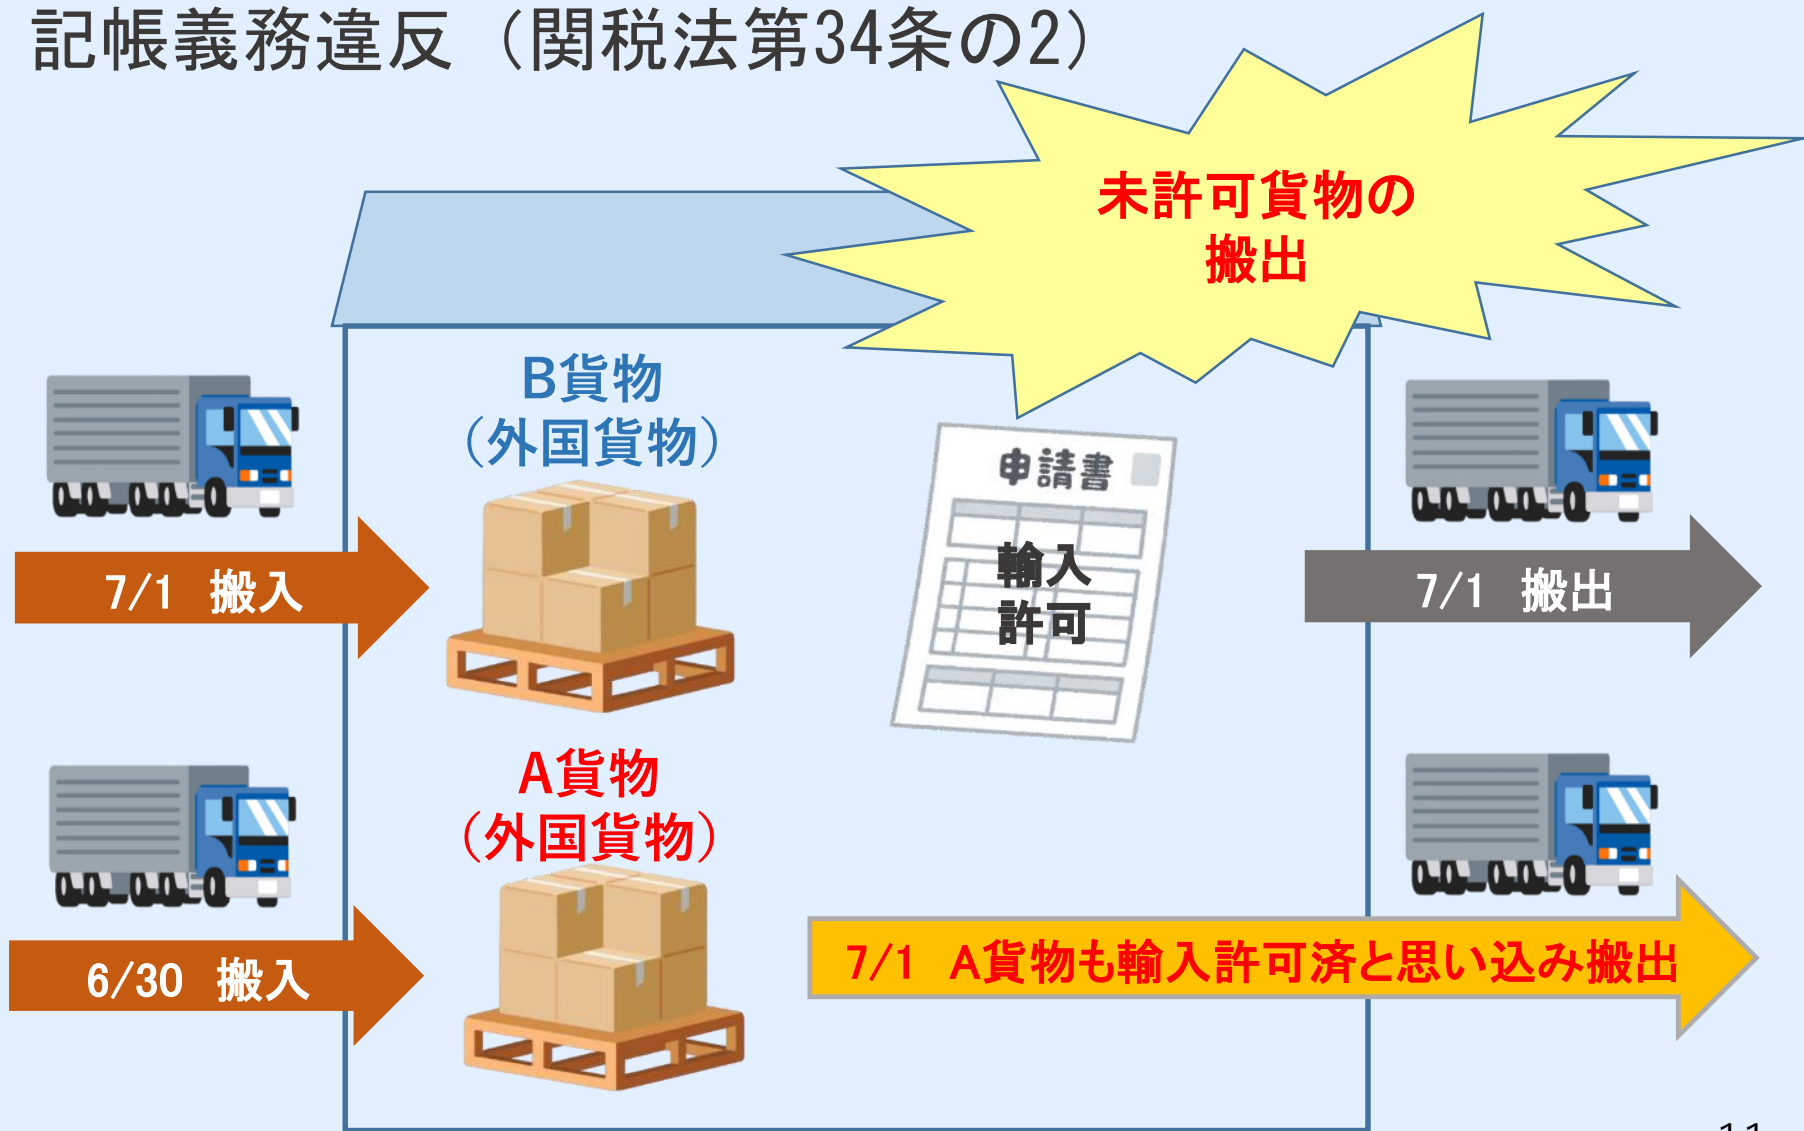 記帳義務違反（関税法第34条の2）
未許可貨物の
搬出
B貨物
（外国貨物）
申請書
輸入
許可
7/1　搬入
7/1　搬出
A貨物
（外国貨物）
6/30　搬入
7/1　A貨物も輸入許可済と思い込み搬出
11